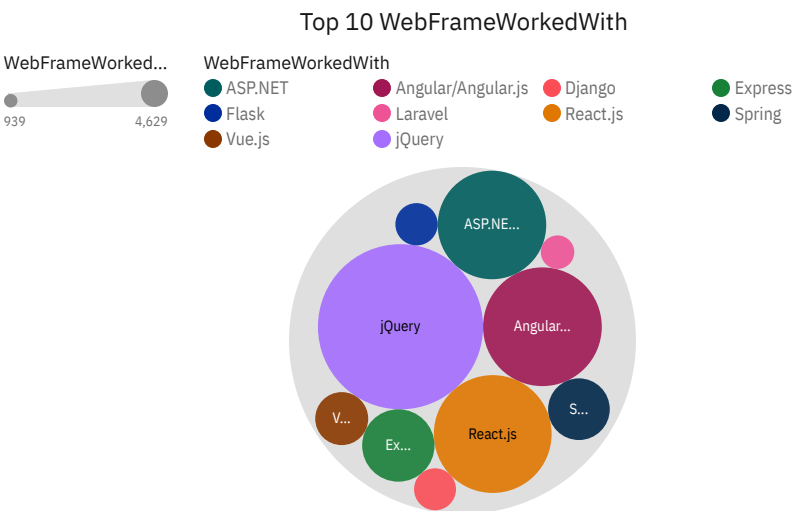 Top 10 WebFrameWorkedWith
WebFrameWorked...
WebFrameWorkedWith
ASP.NET
Angular/Angular.js
Django
Express
Flask
Laravel
React.js
Spring
Vue.js
jQuery
939
4,629
ASP.NE...
jQuery
Angular...
V...
Ex...
React.js
S...